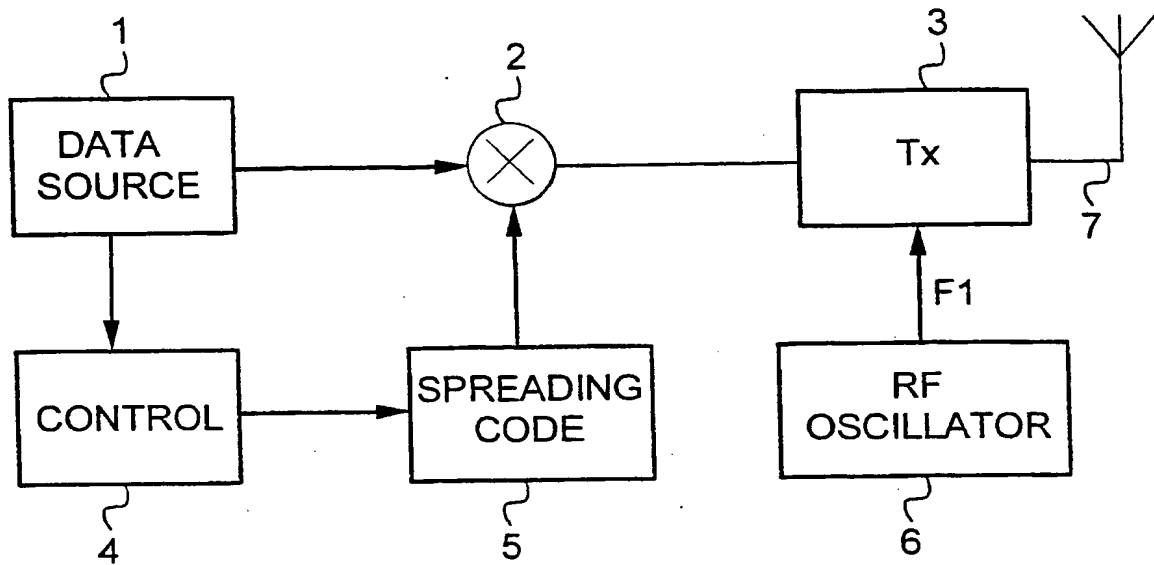 1
2
3
DATA
SOURCE
Tx
7
F1
CONTROL
SPREADING
CODE
RF
OSCILLATOR
4
5
6